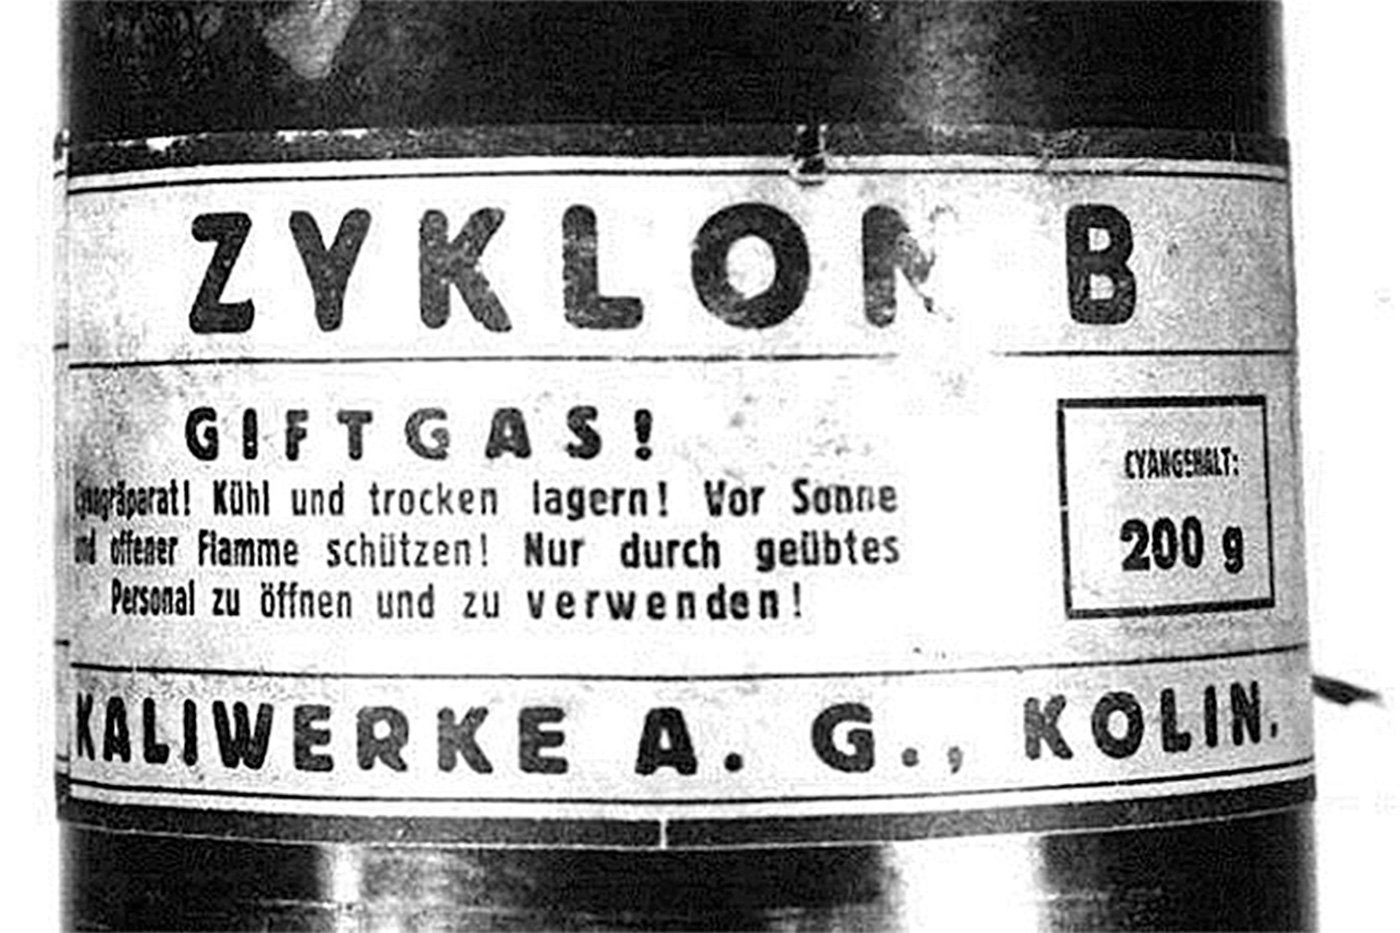 ZYKLON B
GIFTGAS!
Cyanpräparat! Kühl und trocken lagern! Vor Sonne
und offener Flamme schützen! Nur durch geübtes
Personal zu öffnen und zu verwenden!
CYANGEHALT:
200 g
KALIWERKE A. G., KOLIN.